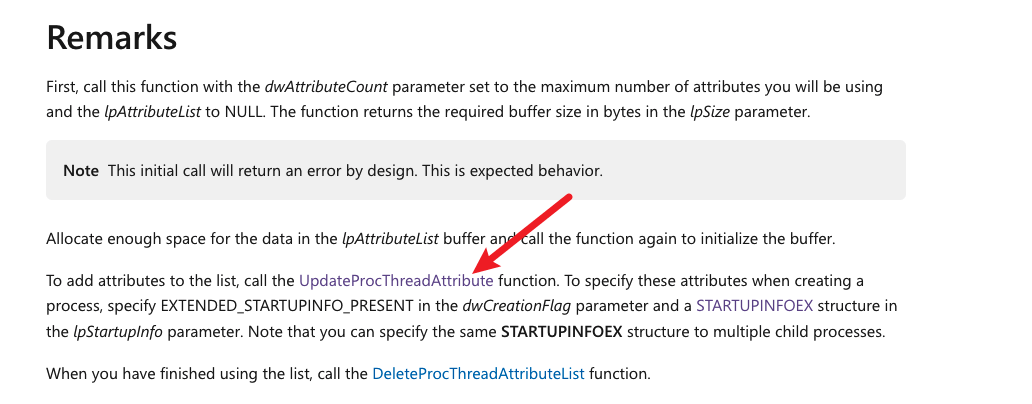 Remarks
First, call this function with the dwAttributeCount parameter set to the maximum number of attributes you will be using
and the lpAttributeList to NULL. The function returns the required buffer size in bytes in the lpSize parameter.
Note This initial call will return an error by design. This is expected behavior.
Allocate enough space for the data in the lpAttributeList buffer and call the function again to initialize the buffer.
To add attributes to the list, call the UpdateProcThreadAttribute function. To specify these attributes when creating a
process, specify EXTENDED_STARTUPINFO_PRESENT in the dwCreationFlag parameter and a STARTUPINFOEX structure in
the lpStartupInfo parameter. Note that you can specify the same STARTUPINFOEX structure to multiple child processes.
When you have finished using the list, call the DeleteProcThreadAttributeList function.